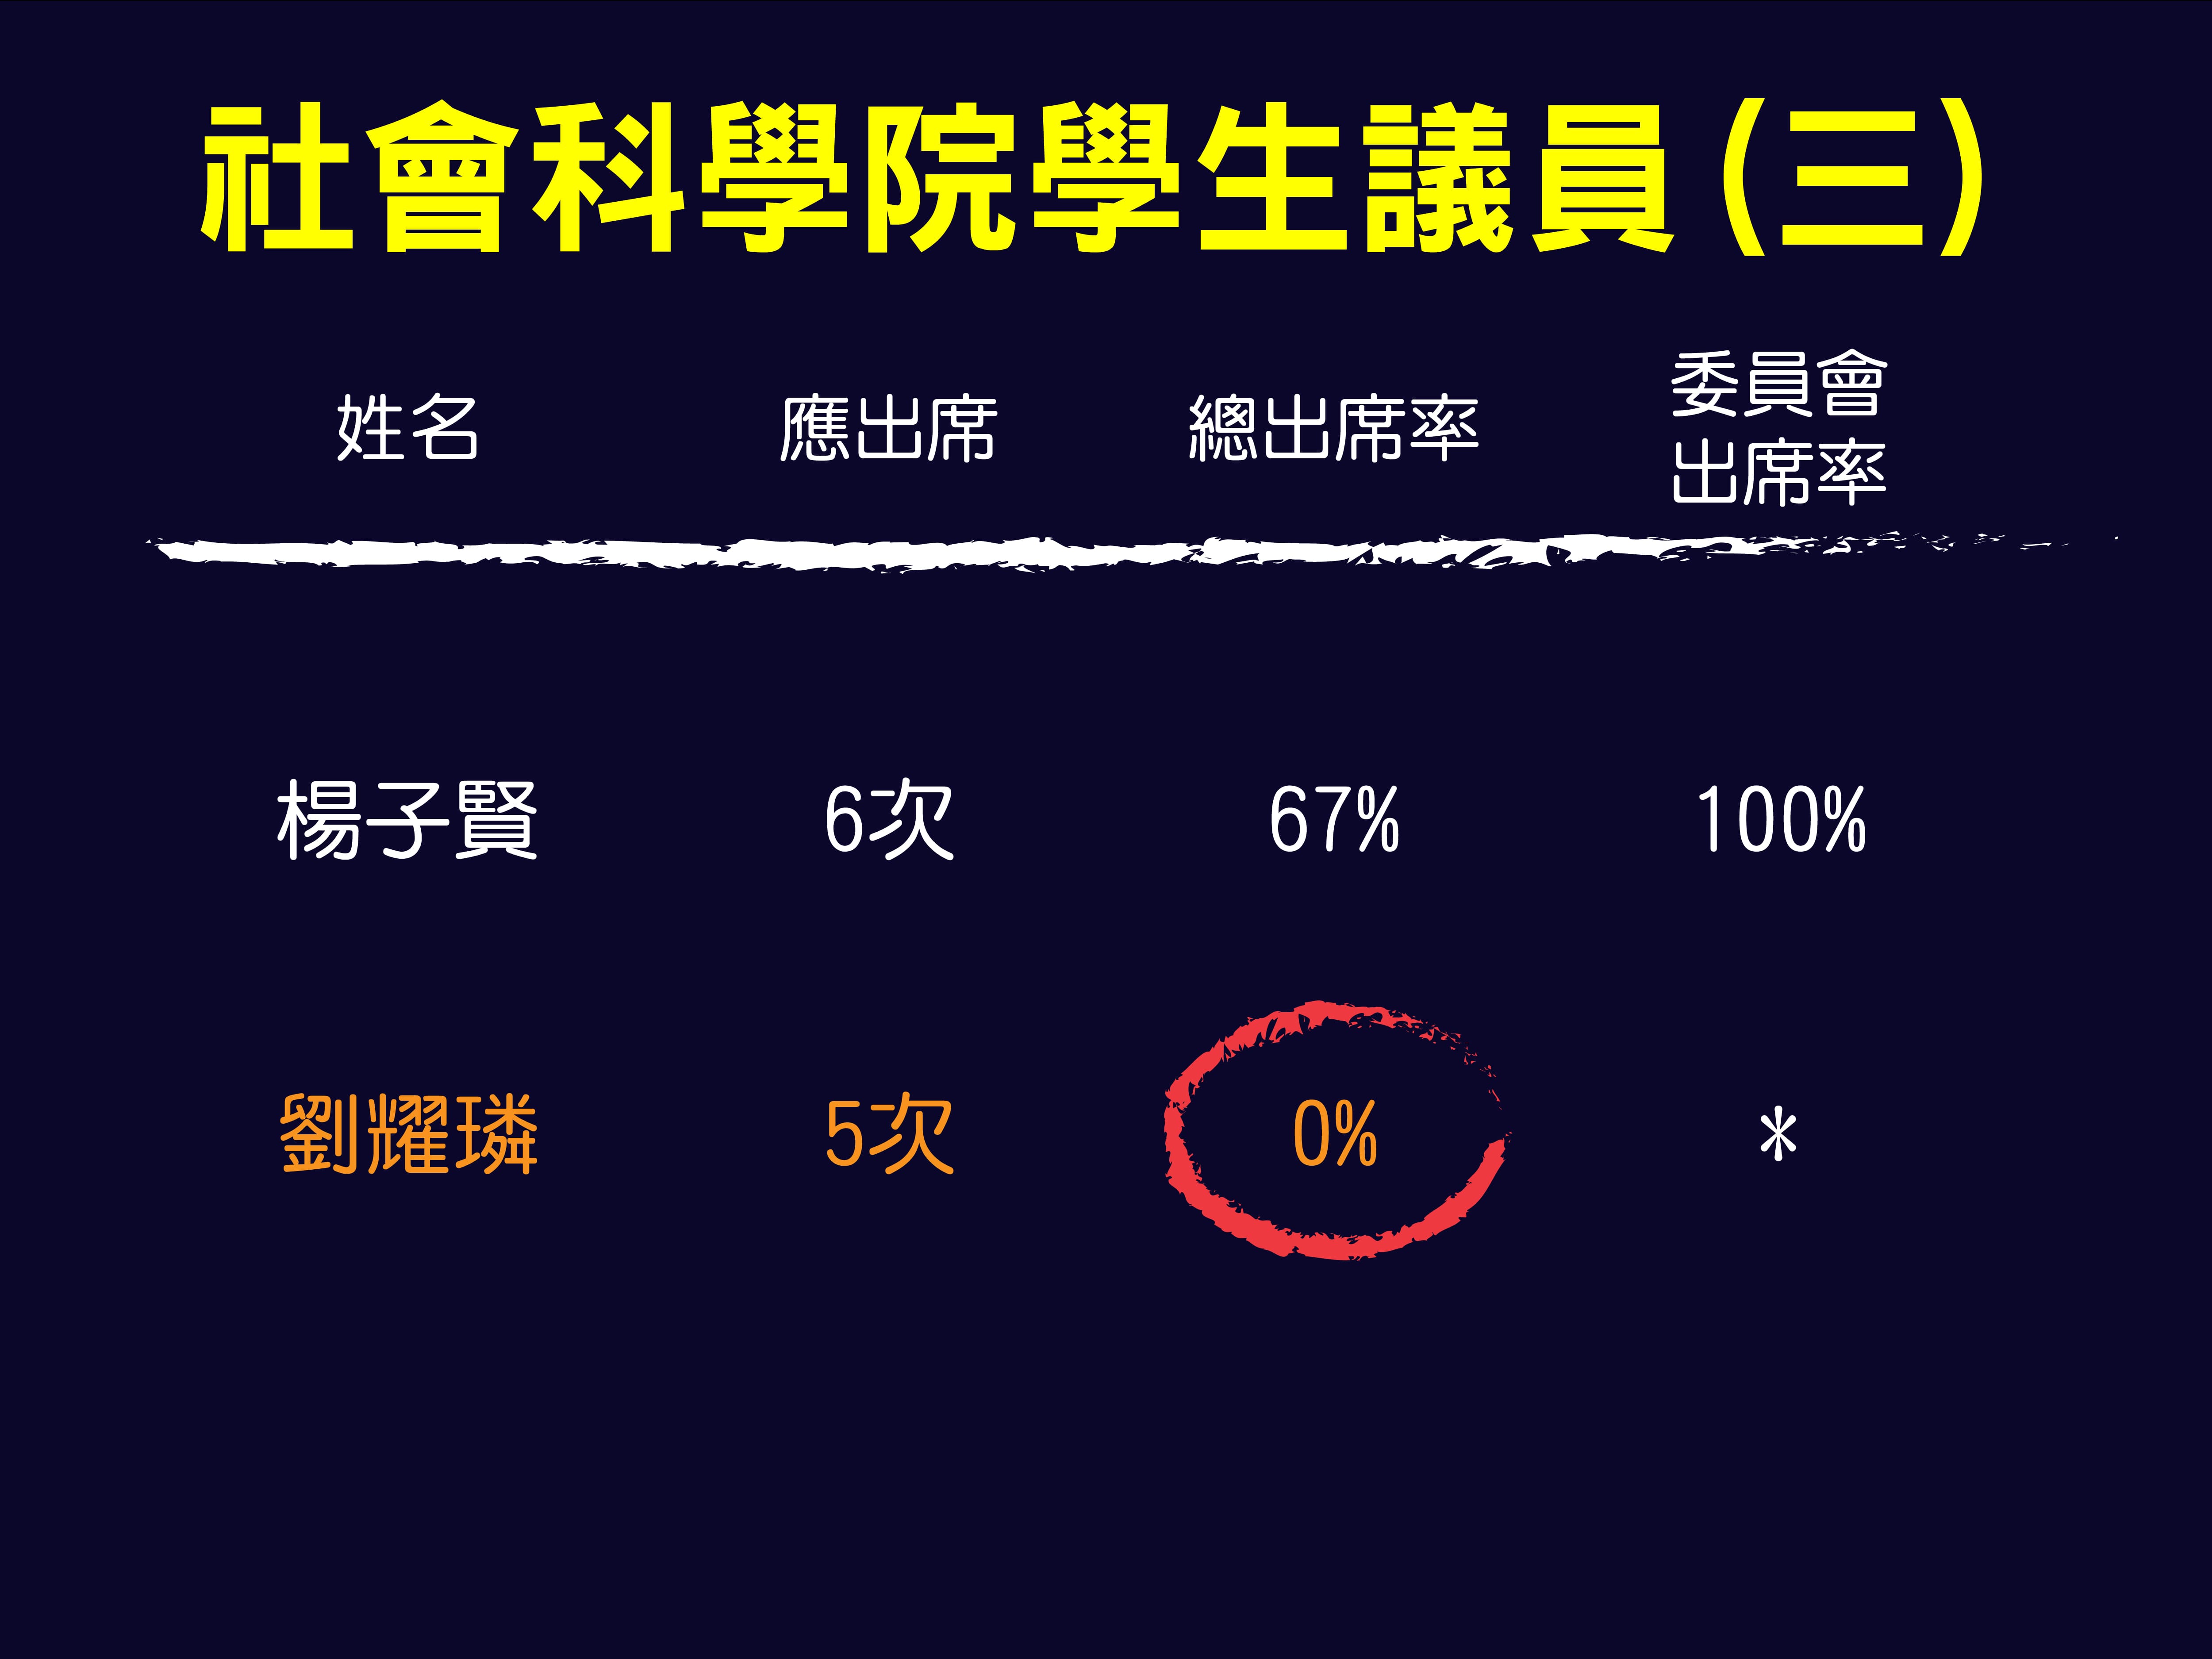 社會科學院學生議員(三)
姓名 應出席 總出席率 委員會
出席率
楊子賢 6次 67% 100%
劉耀璘 5次 0% *